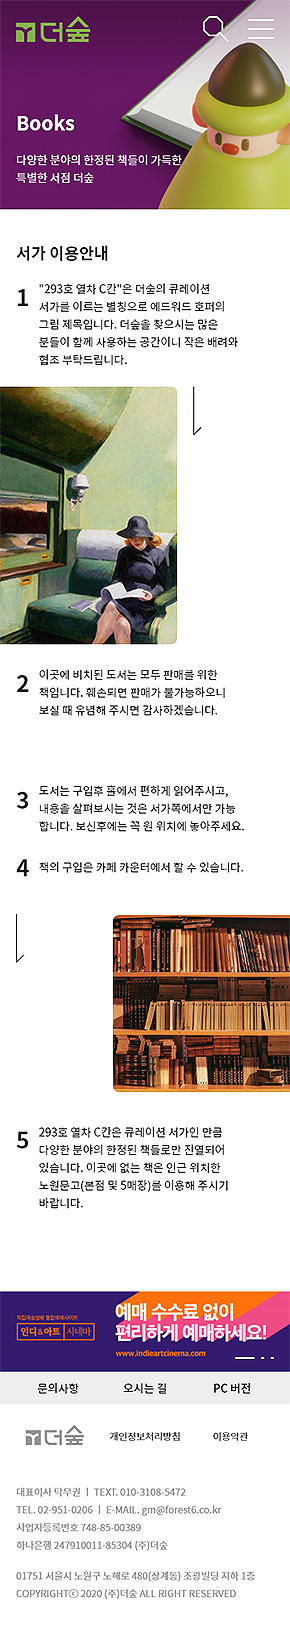 더숲
Books
다양한 분야의 한정된 책들이 가득한
특별한 서점 더숲
서가 이용안내
1
"293호 열차 C칸"은 더숲의 큐레이션
서가를 이르는 별칭으로 에드워드 호퍼의
그림 제목입니다. 더숲을 찾으시는 많은
분들이 함께 사용하는 공간이니 작은 배려와
협조 부탁드립니다.
2
이곳에 비치된 도서는 모두 판매를 위한
책입니다. 훼손되면 판매가 불가능하오니
보실 때 유념해 주시면 감사하겠습니다.
3
도서는 구입후 홀에서 편하게 읽어주시고,
내용을 살펴보시는 것은 서가쪽에서만 가능
합니다. 보신후에는 꼭 원 위치에 놓아주세요.
4
책의 구입은 카페 카운터에서 할 수 있습니다.
5
293호 열차 C칸은 큐레이션 서가인 만큼
다양한 분야의 한정된 책들로만 진열되어
있습니다. 이곳에 없는 책은 인근 위치한
노원문고(본점 및 5매장)를 이용해 주시기
바랍니다.
독립예술영화 통합예매사이트
인디&아트 시네마
예매 수수료 없이
편리하게 예매하세요!
www.indieartcinema.com
문의사항 오시는 길 PC 버전
더숲 개인정보처리방침 이용약관
대표이사 탁무권 ㅣ TEXT. 010-3108-5472
TEL. 02-951-0206 ㅣ E-MAIL. gm@forest6.co.kr
사업자등록번호 748-85-00389
하나은행 247910011-85304 (주)더숲
01751 서울시 노원구 노해로 480(상계동) 조광빌딩 지하 1층
COPYRIGHTⓒ 2020 (주)더숲 ALL RIGHT RESERVED